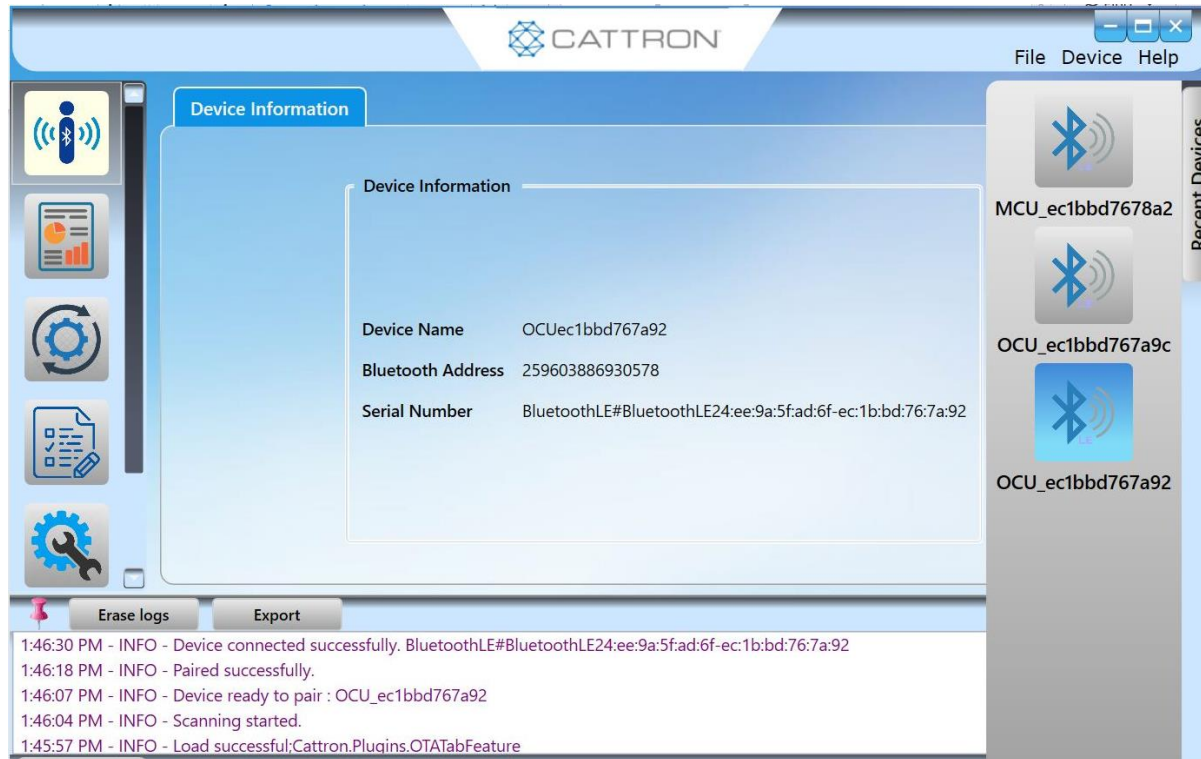 CATTRON
File Device Help
Device Information
Device Information
Device Name OCUec1bbd767a92
Bluetooth Address 259603886930578
Serial Number BluetoothLE#BluetoothLE24:ee:9a:5f:ad:6f-ec:1b:bd:76:7a:92
MCU_ec1bbd7678a2
OCU_ec1bbd767a9c
LE
OCU_ec1bbd767a92
Recent Devices
Erase logs Export
1:46:30 PM - INFO - Device connected successfully. BluetoothLE#BluetoothLE24:ee:9a:5f:ad:6f-ec:1b:bd:76:7a:92
1:46:18 PM - INFO - Paired successfully.
1:46:07 PM - INFO - Device ready to pair : OCU_ec1bbd767a92
1:46:04 PM - INFO - Scanning started.
1:45:57 PM - INFO - Load successful;Cattron.Plugins.OTATabFeature